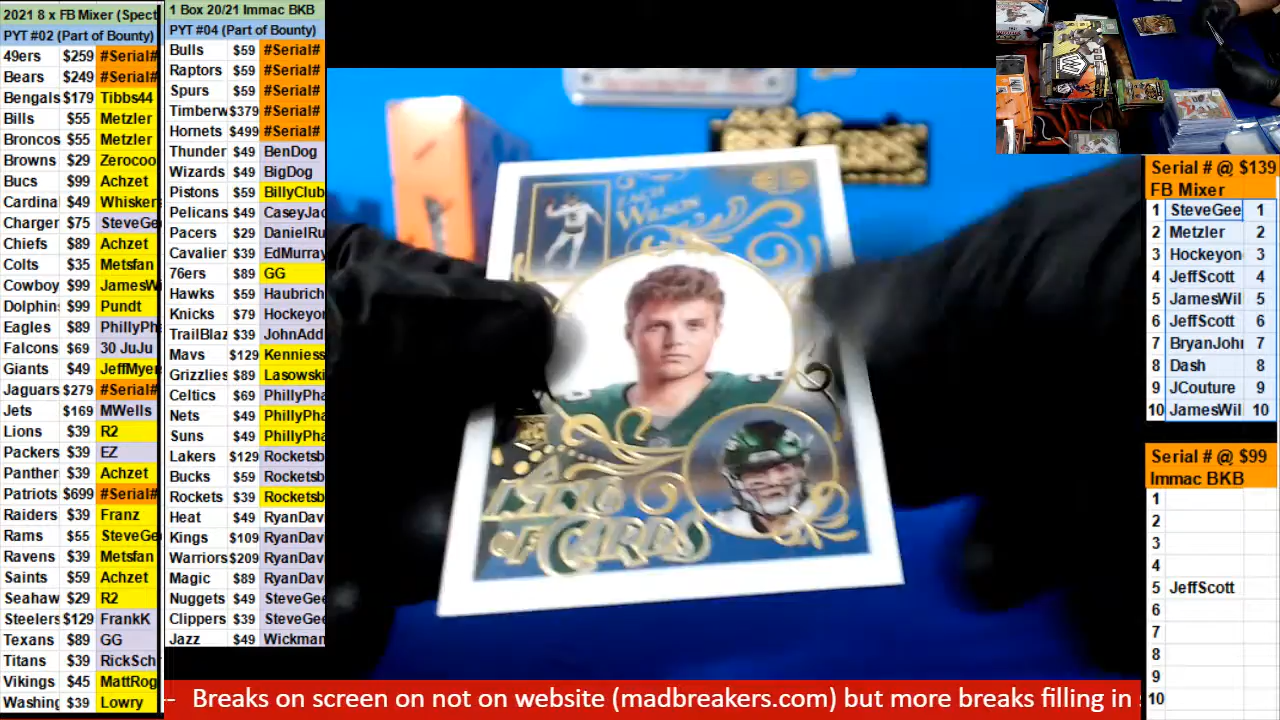 2021 8 x FB Mixer (Spect
PYT #02 (Part of Bounty)
49ers $259 #Serial#
Bears $249 #Serial#
Bengals $179 Tibbs44
Bills $55 Metzler
Broncos $55 Metzler
Browns $29 Zerocoo
Bucs $99 Achzet
Cardina $49 Whisker
Charger $75 SteveGe
Chiefs $89 Achzet
Colts $35 Metsfan
Cowboy $99 JamesWi
Dolphin $99 Pundt
Eagles $89 PhillyPh
Falcons $69 30 JuJu
Giants $49 JeffMyer
Jaguars $279 #Serial#
Jets $169 MWells
Lions $39 R2
Packers $39 EZ
Panther $39 Achzet
Patriots $699 #Serial#
Raiders $39 Franz
Rams $55 SteveGe
Ravens $39 Metsfan
Saints $59 Achzet
Seahaw $29 R2
Steelers $129 FrankK
Texans $89 GG
Titans $39 RickSch
Vikings $45 MattRog
Washing $39 Lowry
1 Box 20/21 Immac BKB
PYT #04 (Part of Bounty)
Bulls $59 #Serial#
Raptors $59 #Serial#
Spurs $59 #Serial#
Timberw $379 #Serial#
Hornets $499 #Serial#
Thunder $49 BenDog
Wizards $49 BigDog
Pistons $59 BillyClub
Pelicans $49 CaseyJac
Pacers $29 DanielRu
Cavalier $39 EdMurray
76ers $89 GG
Hawks $59 Haubrich
Knicks $79 Hockeyor
TrailBlaz $39 JohnAdd
Mavs $129 Kenniess
Grizzlies $89 Lasowski
Celtics $69 PhillyPha
Nets $49 PhillyPha
Suns $49 PhillyPha
Lakers $129 Rocketsb
Bucks $59 Rocketsb
Rockets $39 Rocketsb
Heat $49 RyanDav
Kings $109 RyanDav
Warriors $209 RyanDav
Magic $89 RyanDav
Nuggets $49 SteveGee
Clippers $39 SteveGee
Jazz $49 Wickman
ZACH
WILSON
KING
OF CARDS
Serial # @ $139
FB Mixer
1 SteveGee 1
2 Metzler 2
3 Hockeyon 3
4 JeffScott 4
5 JamesWil 5
6 JeffScott 6
7 BryanJohn 7
8 Dash 8
9 JCouture 9
10 JamesWil 10
Serial # @ $99
Immac BKB
1
2
3
4
5 JeffScott
6
7
8
9
10
Breaks on screen on not on website (madbreakers.com) but more breaks filling in